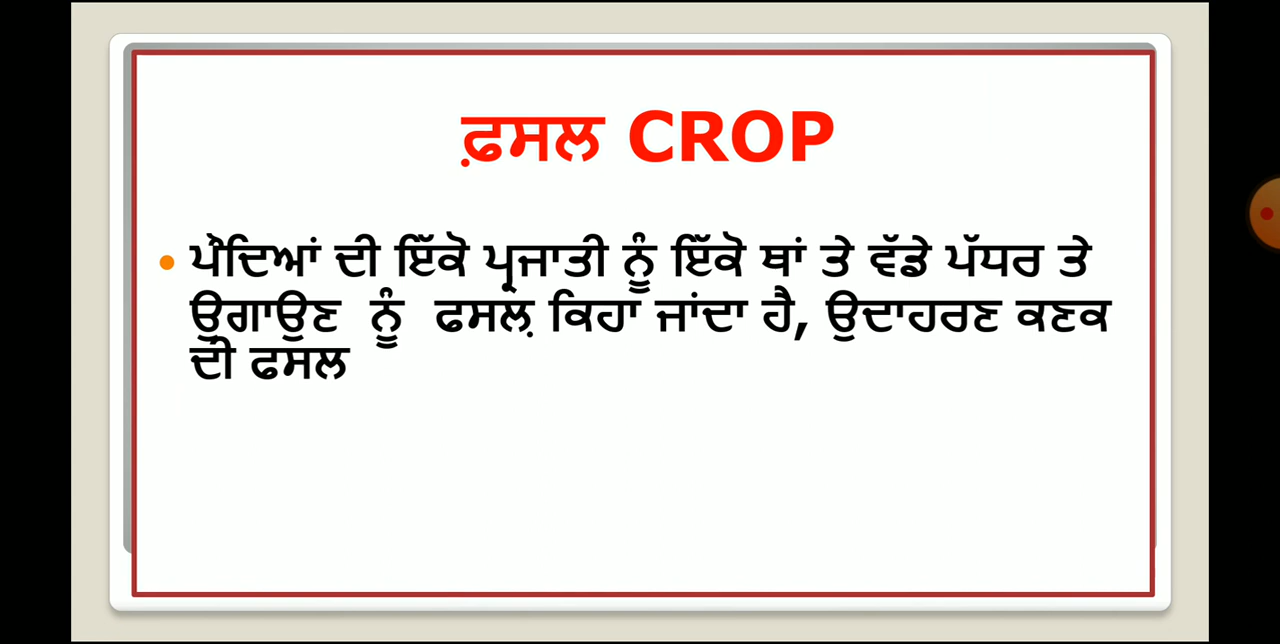 ਫ਼ਸਲ CROP
ਪੌਦਿਆਂ ਦੀ ਇੱਕੋ ਪ੍ਰਜਾਤੀ ਨੂੰ ਇੱਕੋ ਥਾਂ ਤੇ ਵੱਡੇ ਪੱਧਰ ਤੇ
ਉਗਾਉਣ ਨੂੰ ਫਸਲ਼ ਕਿਹਾ ਜਾਂਦਾ ਹੈ, ਉਦਾਹਰਣ ਕਣਕ
ਦੀ ਫਸਲ